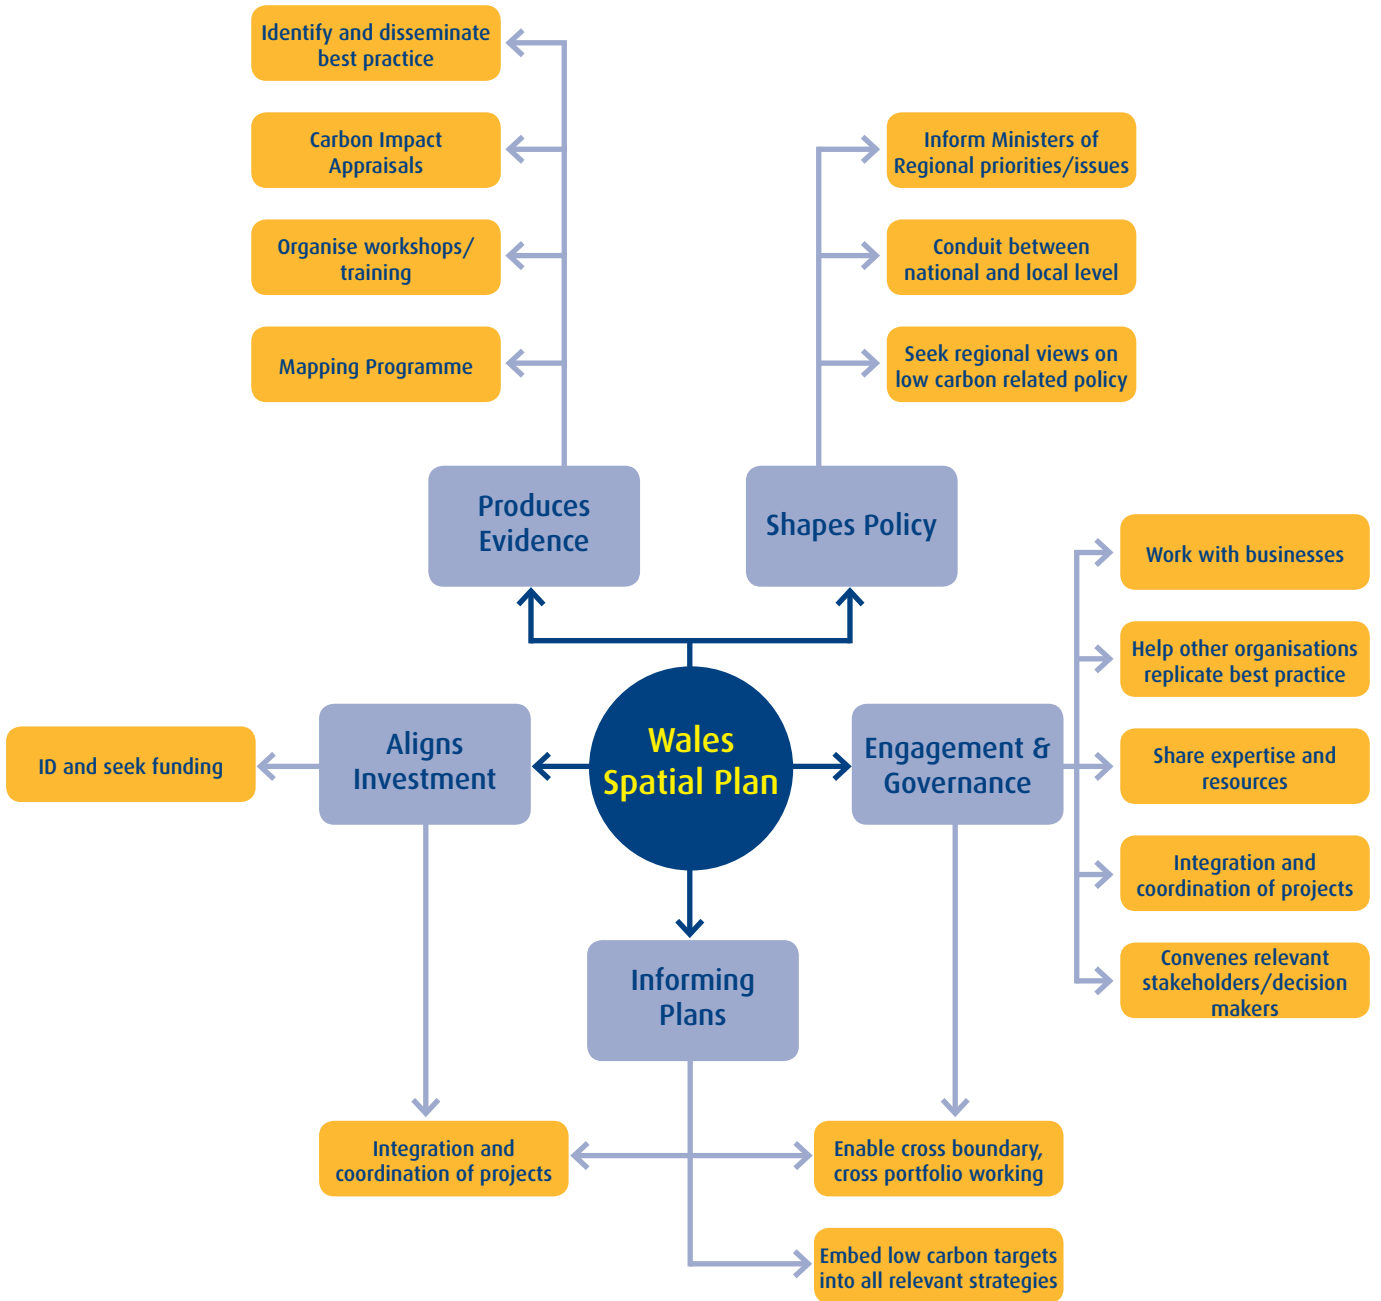 Identify and disseminate
best practice
Carbon Impact
Appraisals
Organise workshops/
training
Mapping Programme
Inform Ministers of
Regional priorities/issues
Conduit between
national and local level
Seek regional views on
low carbon related policy
Produces
Evidence
Shapes Policy
Work with businesses
Help other organisations
replicate best practice
Share expertise and
resources
Integration and
coordination of projects
Convenes relevant
stakeholders/decision
makers
ID and seek funding
Aligns
Investment
Wales
Spatial Plan
Engagement &
Governance
Informing
Plans
Integration and
coordination of projects
Enable cross boundary,
cross portfolio working
Embed low carbon targets
into all relevant strategies